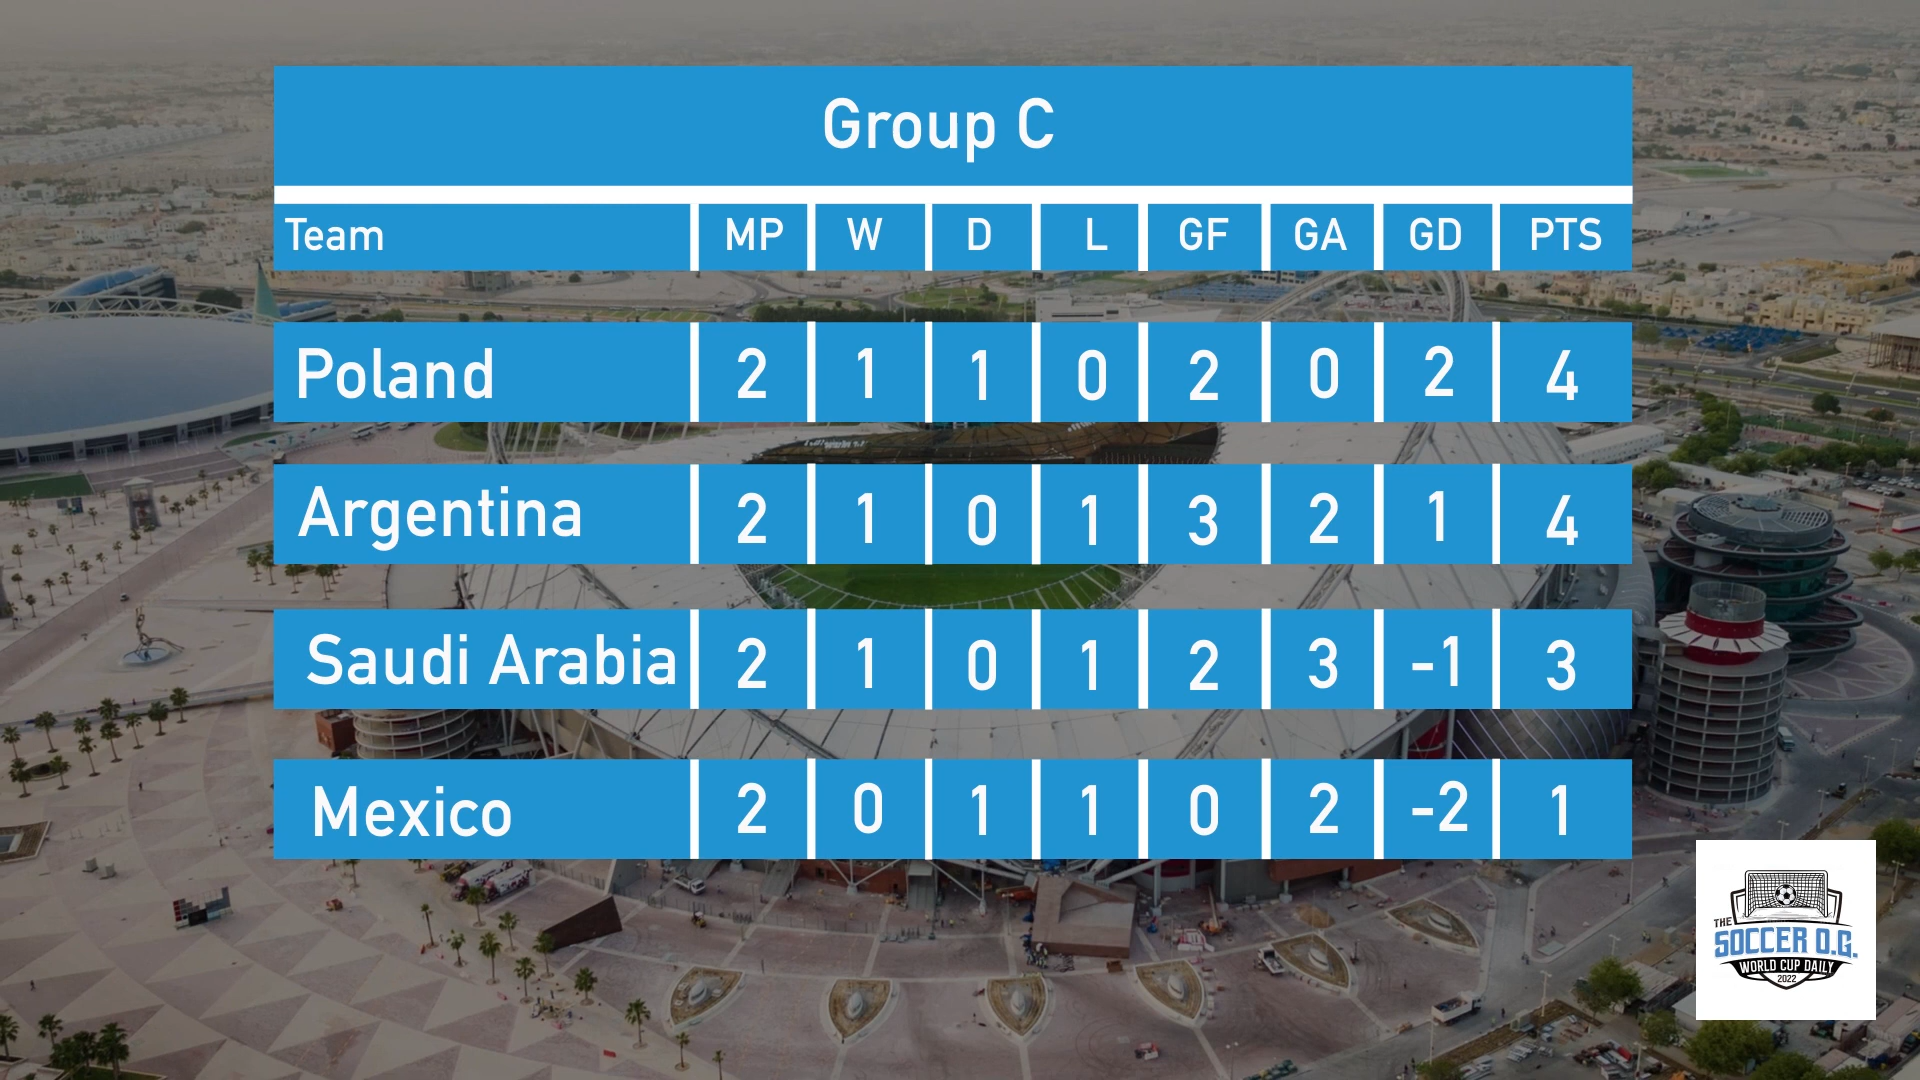 Group C
Team MP W D L GF GA GD PTS
Poland 2 1 1 0 2 0 2 4
Argentina 2 1 0 1 3 2 1 4
Saudi Arabia 2 1 0 1 2 3 -1 3
Mexico 2 0 1 1 0 2 -2 1
THE
SOCCER O.G.
WORLD CUP DAILY
2022